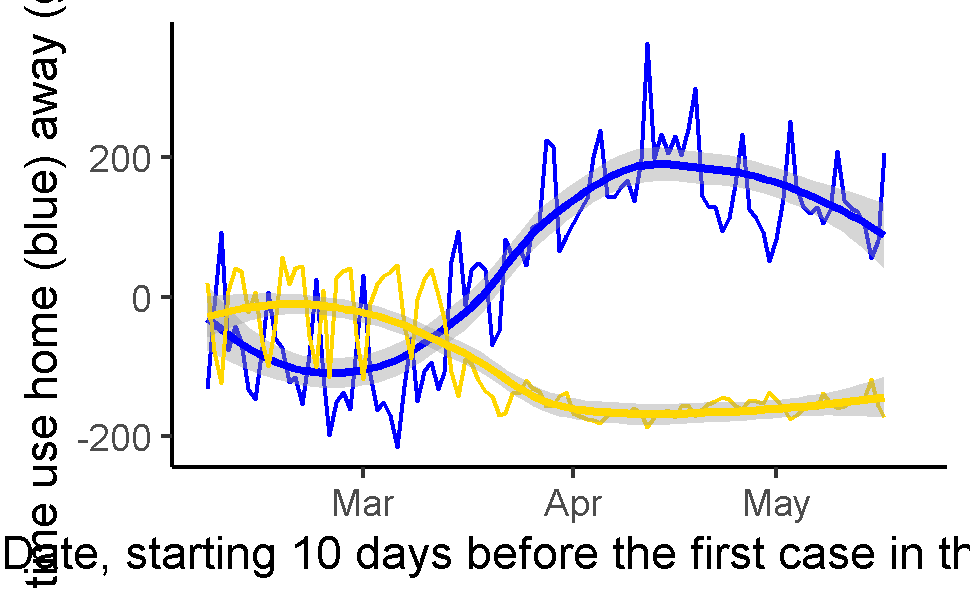 time use home (blue) away (
200
0
-200
Mar Apr May
Date, starting 10 days before the first case in th